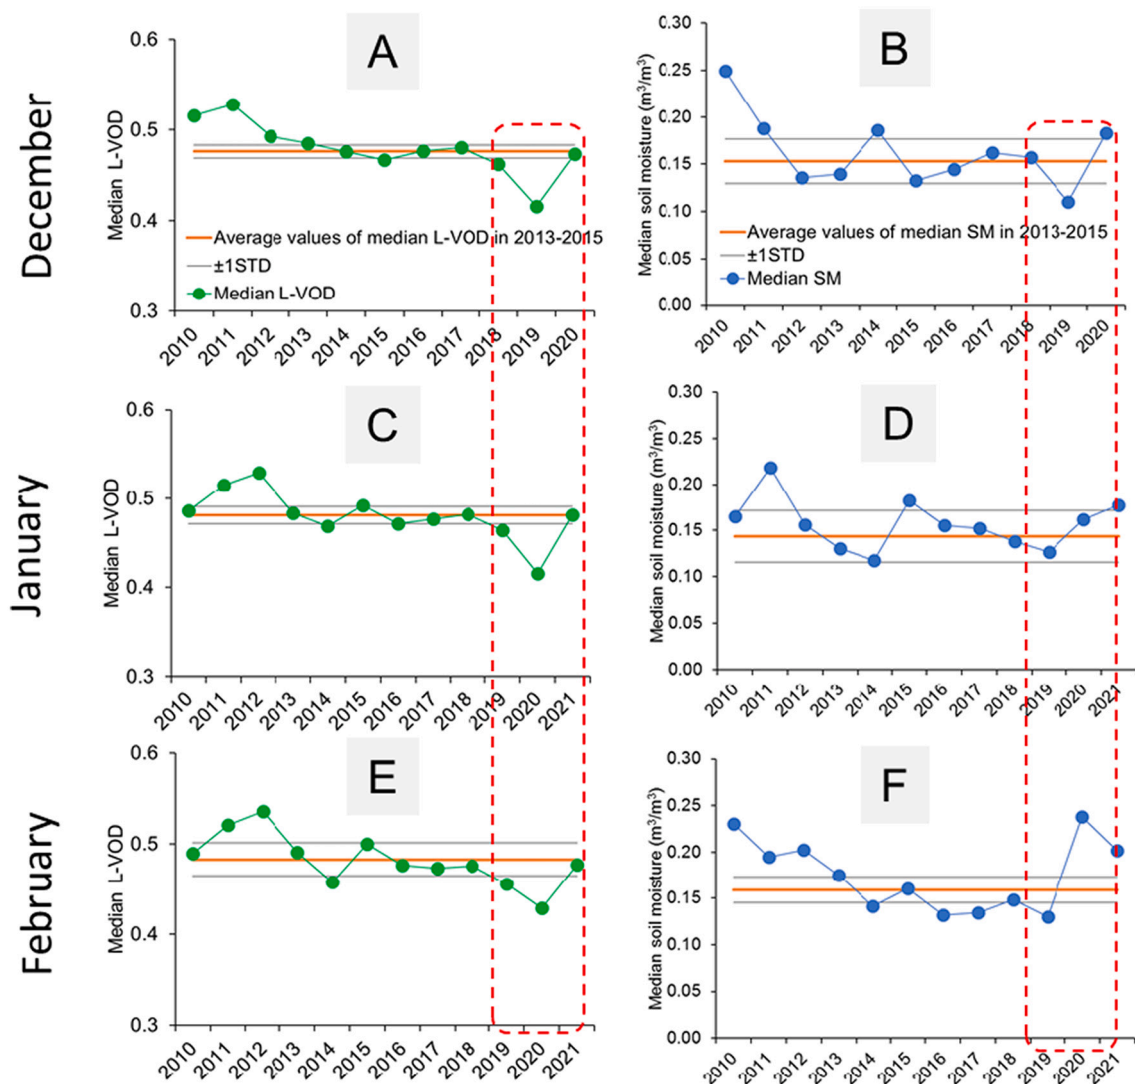 December
A
Median L-VOD
0.6
0.5
0.4
0.3
Average values of median L-VOD in 2013-2015
±1STD
Median L-VOD
2010 2011 2012 2013 2014 2015 2016 2017 2018 2019 2020
B
Median soil moisture (m³/m³)
0.30
0.25
0.20
0.15
0.10
0.05
0.00
Average values of median SM in 2013-2015
±1STD
Median SM
2010 2011 2012 2013 2014 2015 2016 2017 2018 2019 2020
January
C
Median L-VOD
0.6
0.5
0.4
0.3
2010 2011 2012 2013 2014 2015 2016 2017 2018 2019 2020 2021
D
Median soil moisture (m³/m³)
0.30
0.25
0.20
0.15
0.10
0.05
0.00
2010 2011 2012 2013 2014 2015 2016 2017 2018 2019 2020 2021
February
E
Median L-VOD
0.6
0.5
0.4
0.3
2010 2011 2012 2013 2014 2015 2016 2017 2018 2019 2020 2021
F
Median soil moisture (m³/m³)
0.30
0.25
0.20
0.15
0.10
0.05
0.00
2010 2011 2012 2013 2014 2015 2016 2017 2018 2019 2020 2021